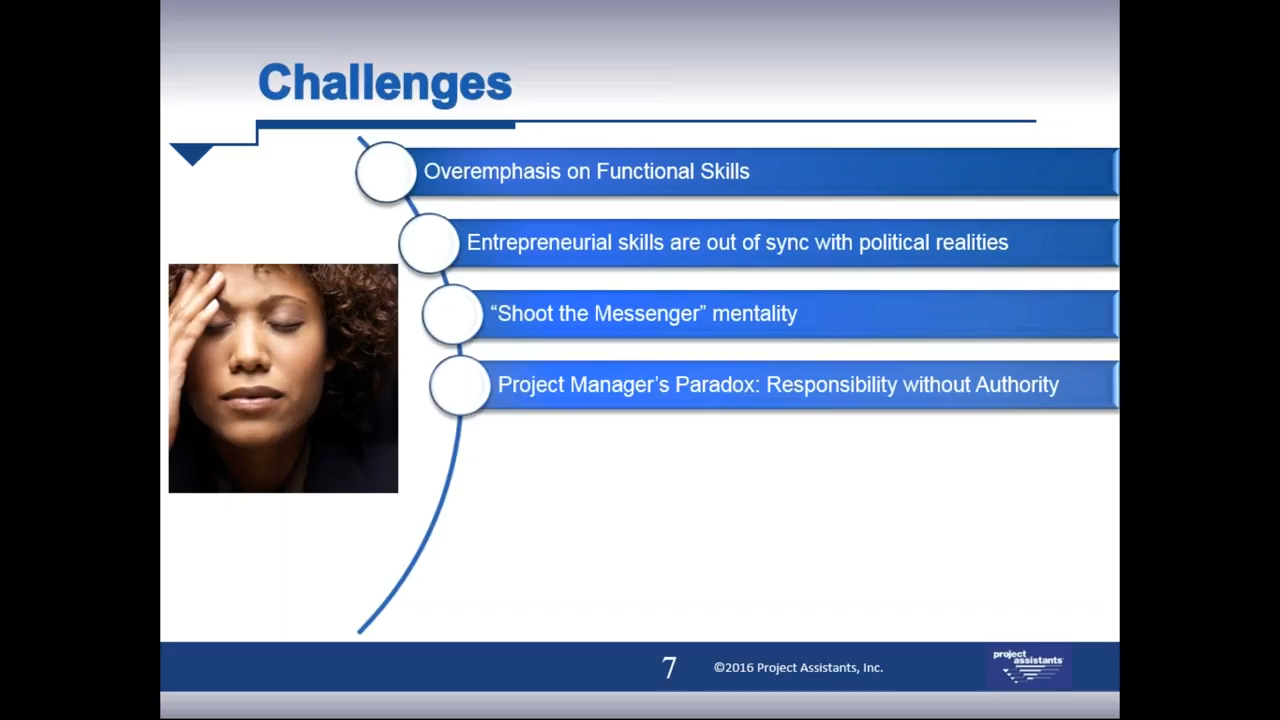 Challenges
Overemphasis on Functional Skills
Entrepreneurial skills are out of sync with political realities
“Shoot the Messenger” mentality
Project Manager’s Paradox: Responsibility without Authority
7
©2016 Project Assistants, Inc.
project
assistants